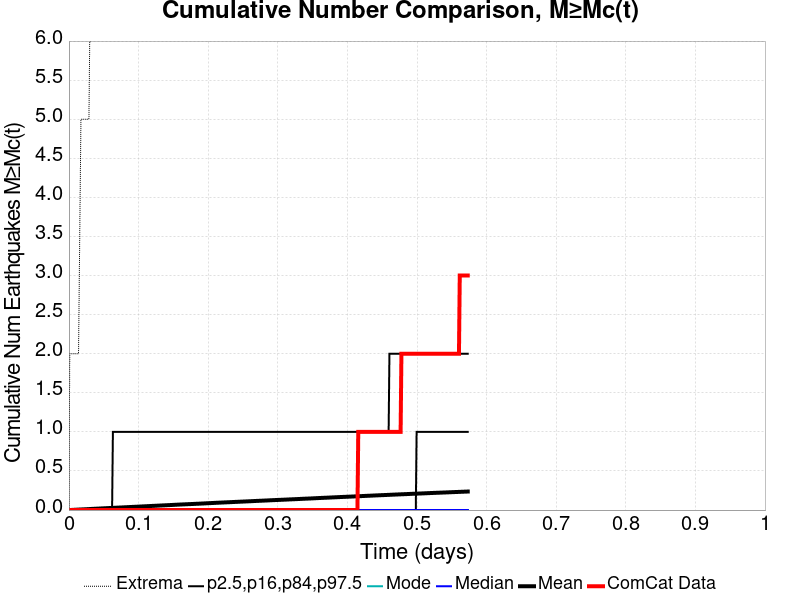 Cumulative Number Comparison, M≥Mc(t)
Cumulative Num Earthquakes M≥Mc(t)
6.0
5.5
5.0
4.5
4.0
3.5
3.0
2.5
2.0
1.5
1.0
0.5
0.0
0 0.1 0.2 0.3 0.4 0.5 0.6 0.7 0.8 0.9 1
Time (days)
Extrema p2.5,p16,p84,p97.5 Mode Median Mean ComCat Data